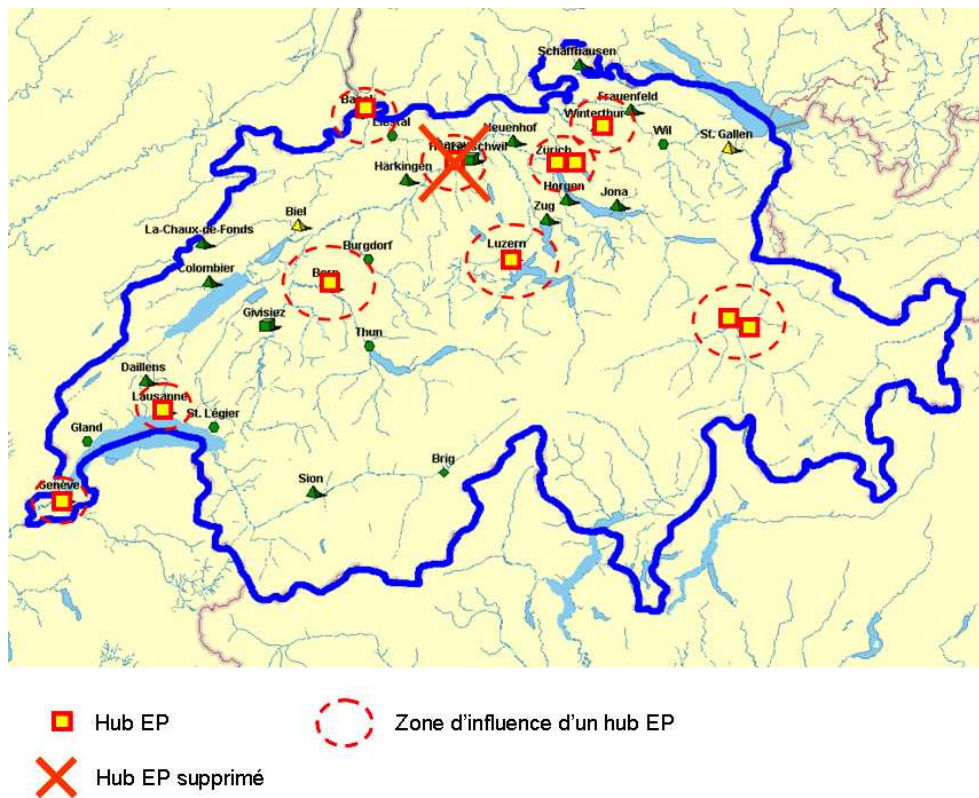 Schaffhausen
Frauenfeld
Basel
Winterthur
Liestal
Neuenhof
Wil
St. Gallen
Zürich
Härkingen
Horgen
Jona
Zug
Biel
La-Chaux-de-Fonds
Burgdorf
Luzern
Colombier
Bern
Givisiez
Thun
Daillens
Lausanne
St. Légier
Gland
Brig
Sion
Genève
Hub EP
Zone d'influence d'un hub EP
Hub EP supprimé